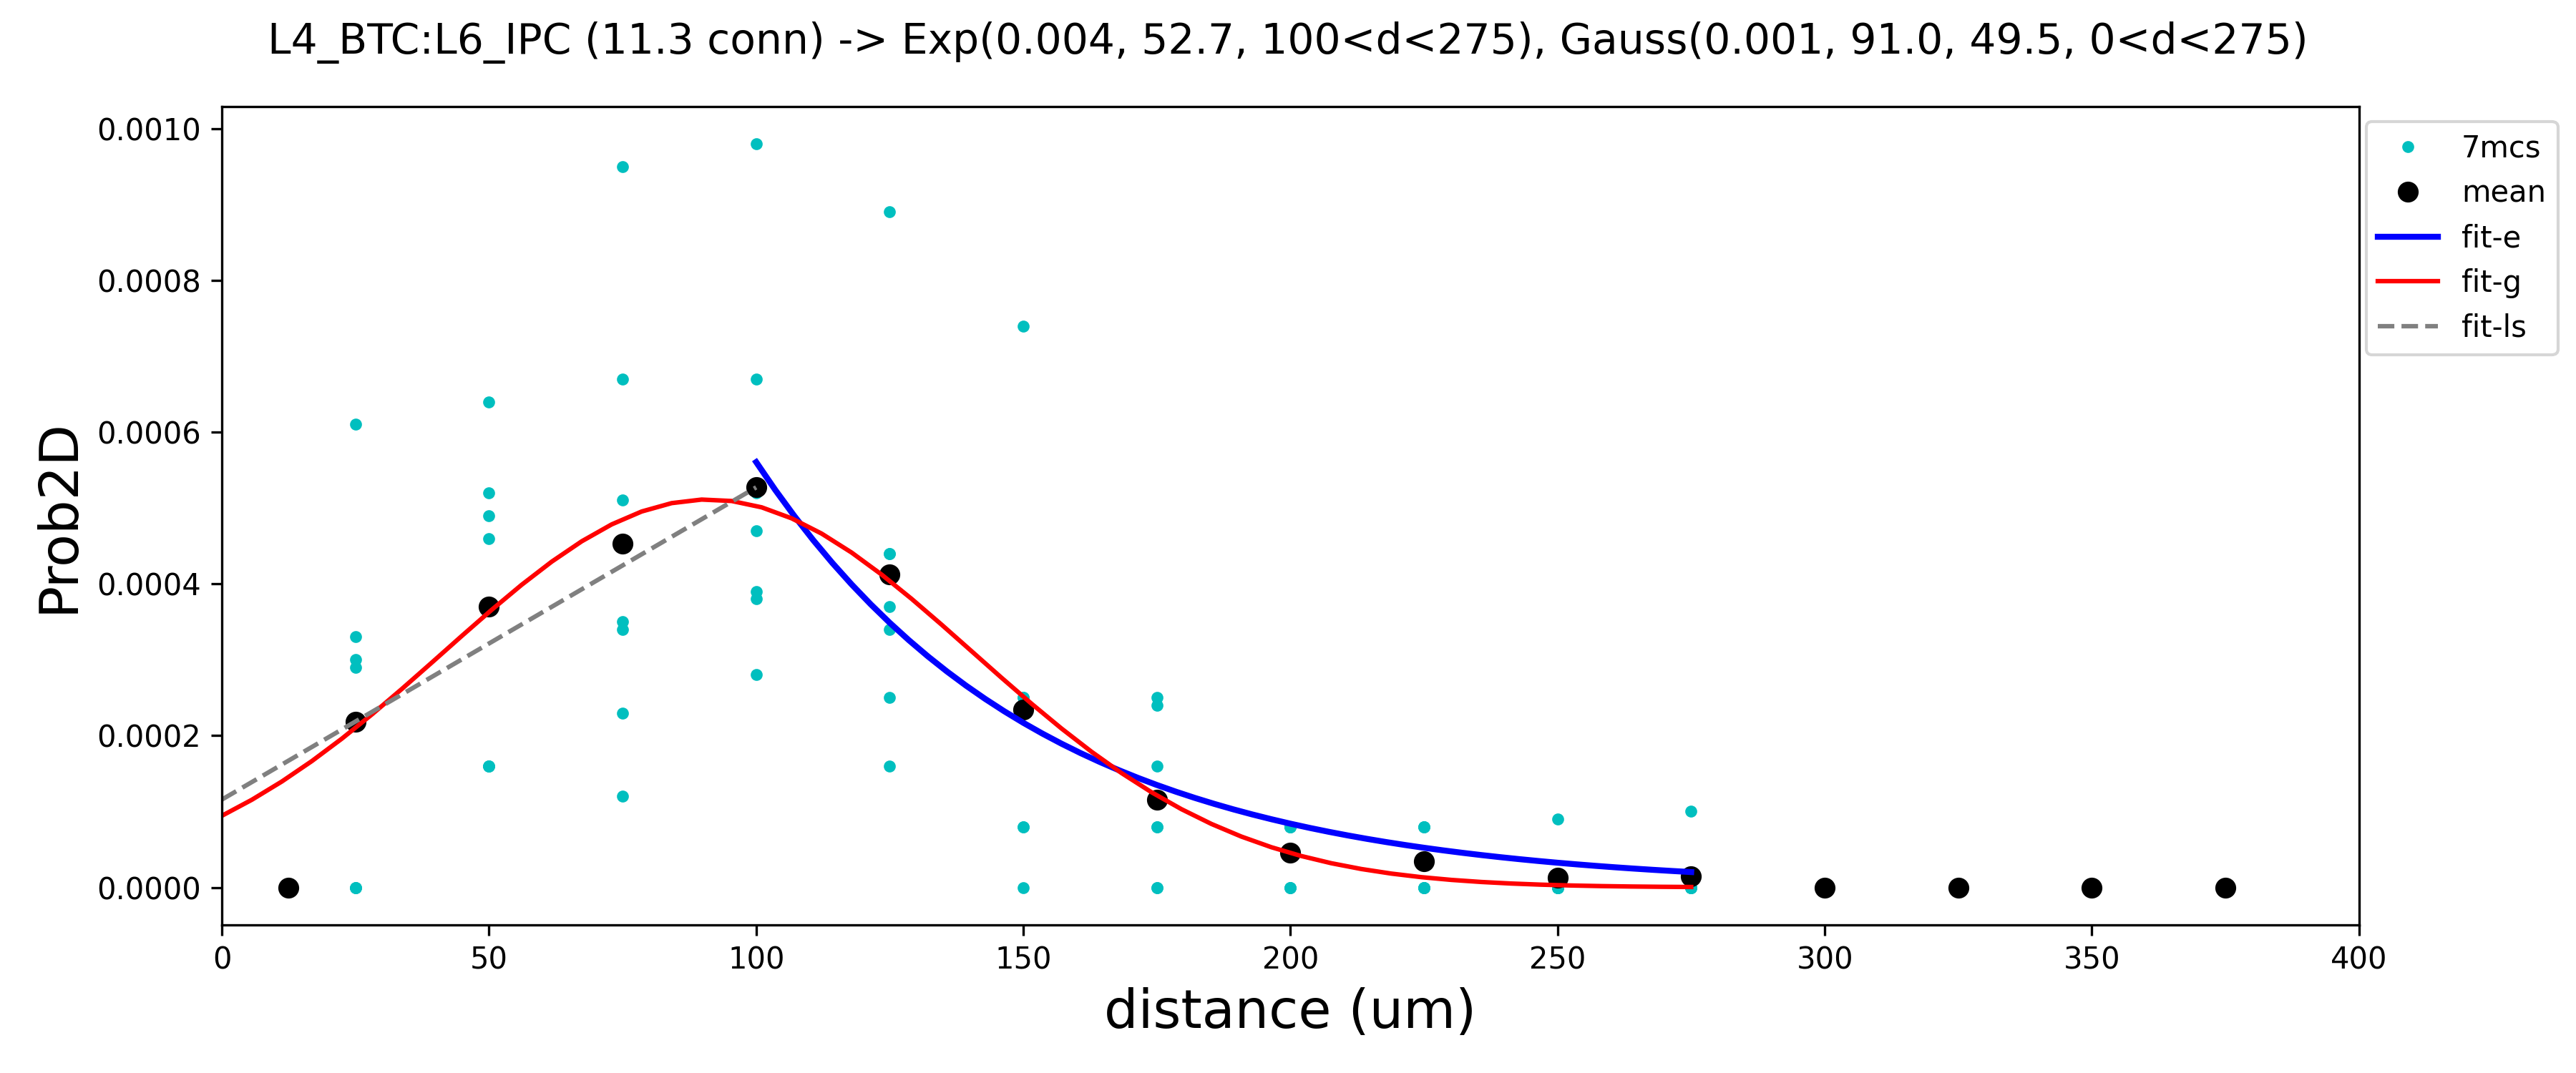 L4_BTC:L6_IPC (11.3 conn) -> Exp(0.004, 52.7, 100<d<275), Gauss(0.001, 91.0, 49.5, 0<d<275)
0.0010
0.0008
0.0006
0.0004
0.0002
0.0000
Prob2D
0 50 100 150 200 250 300 350 400
distance (um)
7mcs
mean
fit-e
fit-g
fit-ls